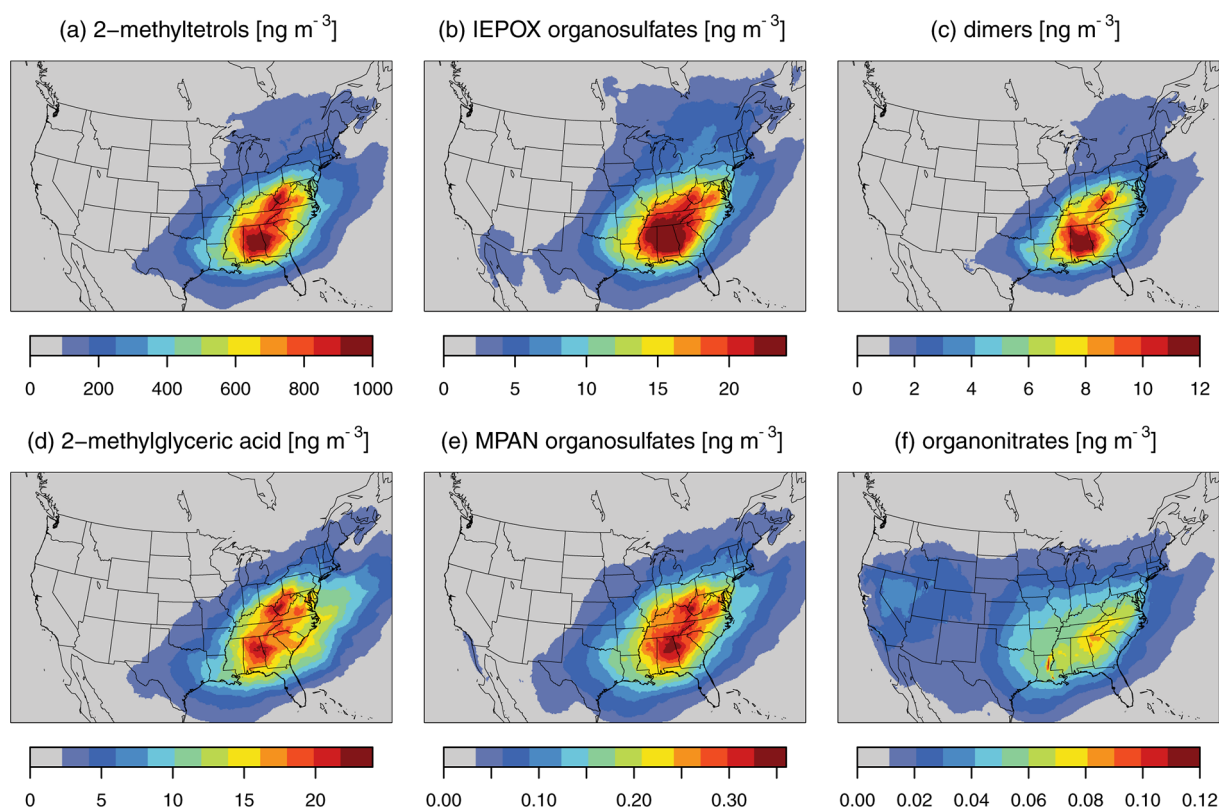 (a) 2−methyltetrols [ng m⁻³]
(b) IEPOX organosulfates [ng m⁻³]
(c) dimers [ng m⁻³]
0 200 400 600 800 1000
0 5 10 15 20
0 2 4 6 8 10 12
(d) 2−methylglyceric acid [ng m⁻³]
(e) MPAN organosulfates [ng m⁻³]
(f) organonitrates [ng m⁻³]
0 5 10 15 20
0.00 0.10 0.20 0.30
0.00 0.02 0.04 0.06 0.08 0.10 0.12